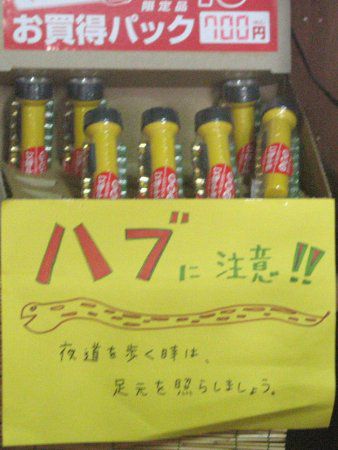 限定品
お買得パック 700円
ハブに注意!!
夜道を歩く時は、
足元を照らしましょう。